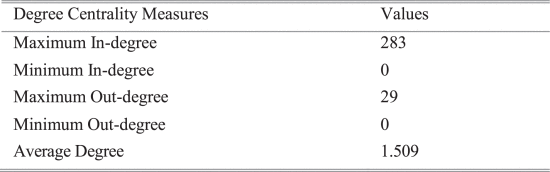 Degree Centrality Measures Values
Maximum In-degree 283
Minimum In-degree 0
Maximum Out-degree 29
Minimum Out-degree 0
Average Degree 1.509